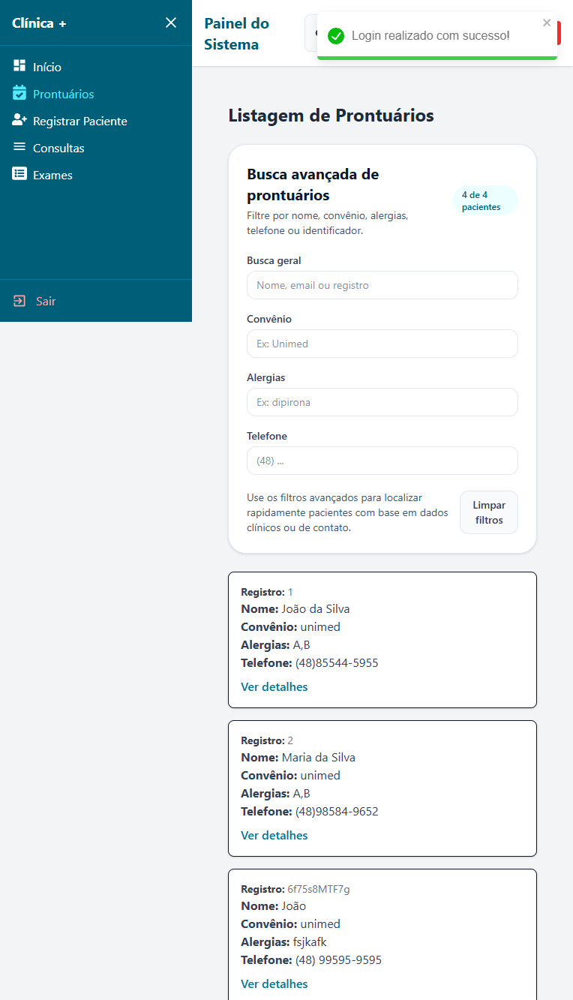 Clínica +
Início
Prontuários
Registrar Paciente
Consultas
Exames
Sair
Painel do
Sistema
Login realizado com sucesso!
Listagem de Prontuários
Busca avançada de
prontuários
Filtre por nome, convênio, alergias,
telefone ou identificador.
4 de 4
pacientes
Busca geral
Nome, email ou registro
Convênio
Ex: Unimed
Alergias
Ex: dipirona
Telefone
(48) ...
Use os filtros avançados para localizar
rapidamente pacientes com base em dados
clínicos ou de contato.
Limpar
filtros
Registro: 1
Nome: João da Silva
Convênio: unimed
Alergias: A,B
Telefone: (48)85544-5955
Ver detalhes
Registro: 2
Nome: Maria da Silva
Convênio: unimed
Alergias: A,B
Telefone: (48)98584-9652
Ver detalhes
Registro: 6f75s8MTF7g
Nome: João
Convênio: unimed
Alergias: fsjkafk
Telefone: (48) 99595-9595
Ver detalhes